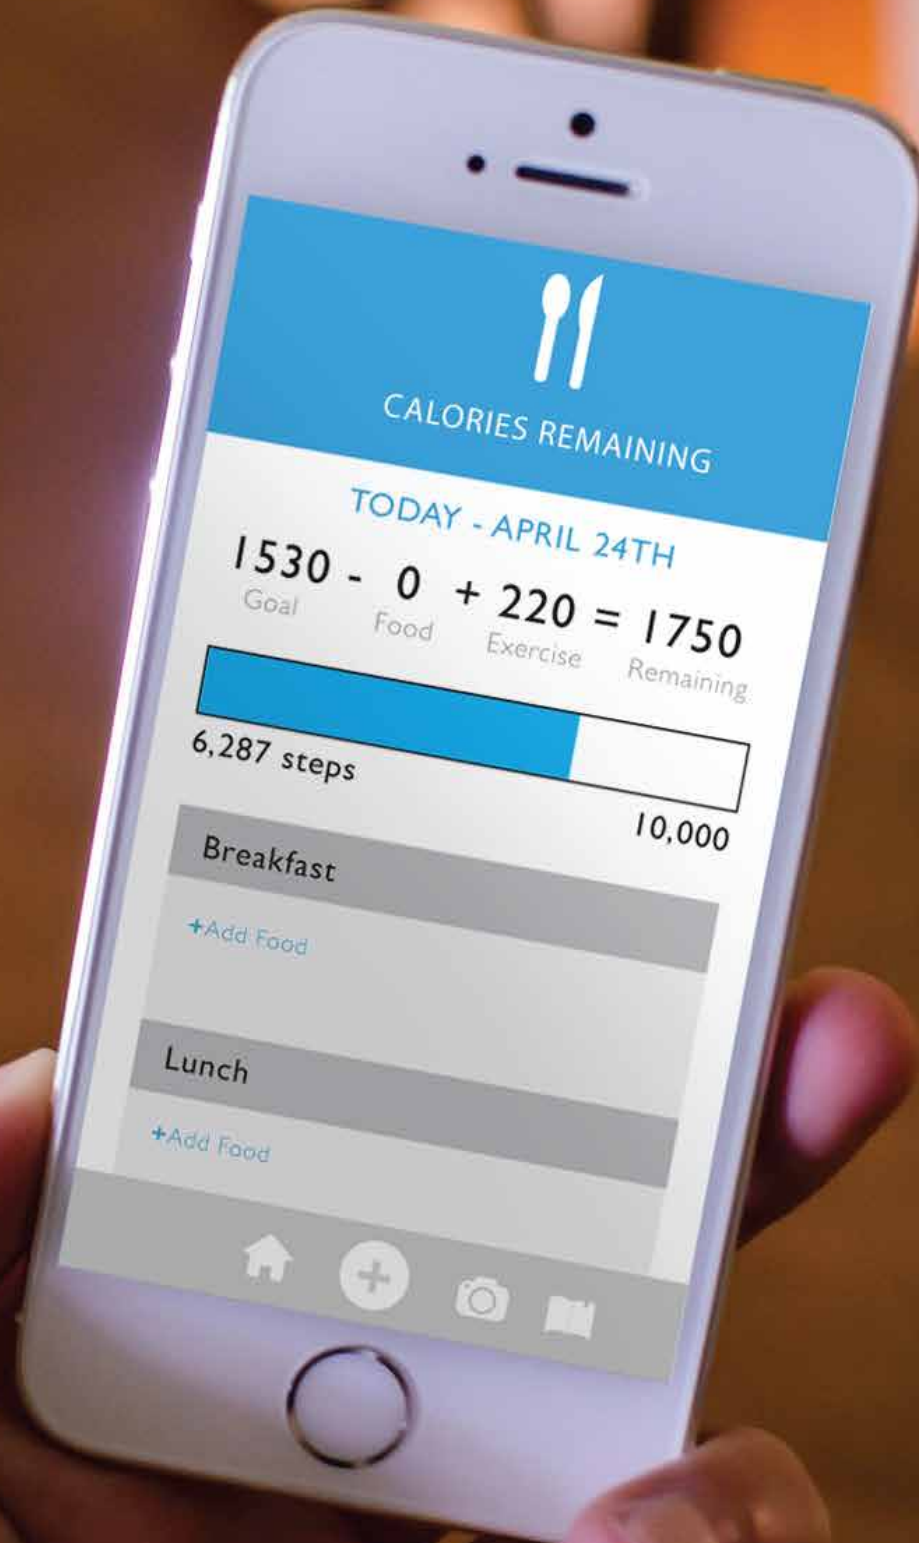 CALORIES REMAINING
TODAY - APRIL 24TH
1530 - 0 + 220 = 1750
Goal Food Exercise Remaining
6,287 steps
10,000
Breakfast
+Add Food
Lunch
+Add Food